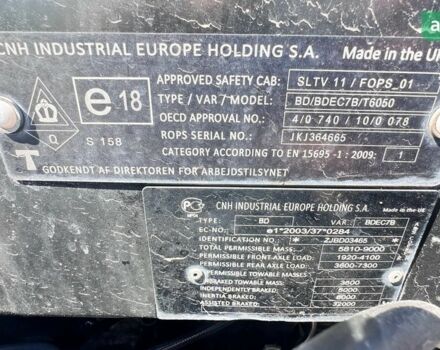 CNH INDUSTRIAL EUROPE HOLDING S.A. Made in the UK
APPROVED SAFETY CAB: SLTV 11 / FOPS_01
TYPE / VAR / MODEL: BD/BDEC7B/T6050
OECD APPROVAL NO.: 4/0 740 / 10/0 078
ROPS SERIAL NO.: JKJ364665
CATEGORY ACCORDING TO EN 15695 -1 : 2009: 1
e 18
Q S 158
T GODKENDT AF DIREKTOREN FOR ARBEJDSTILSYNET
CNH INDUSTRIAL EUROPE HOLDING S.A.
TYPE: BD VAR.: BDEC7B
EC-NO.: e1*2003/37*0284
IDENTIFICATION NO.: * ZJBD03465 *
TOTAL PERMISSIBLE MASS: 5810-9000
PERMISSIBLE FRONT AXLE LOAD: 1920-4100
PERMISSIBLE REAR AXLE LOAD: 3600-7300
PERMISSIBLE TOWABLE MASSES
UNBRAKED TOWABLE MASS: 3600
INDEPENDENTLY BRAKED: 6000
INERTIA BRAKED: 8000
ASSISTED BRAKED: 32000
Made in the UK